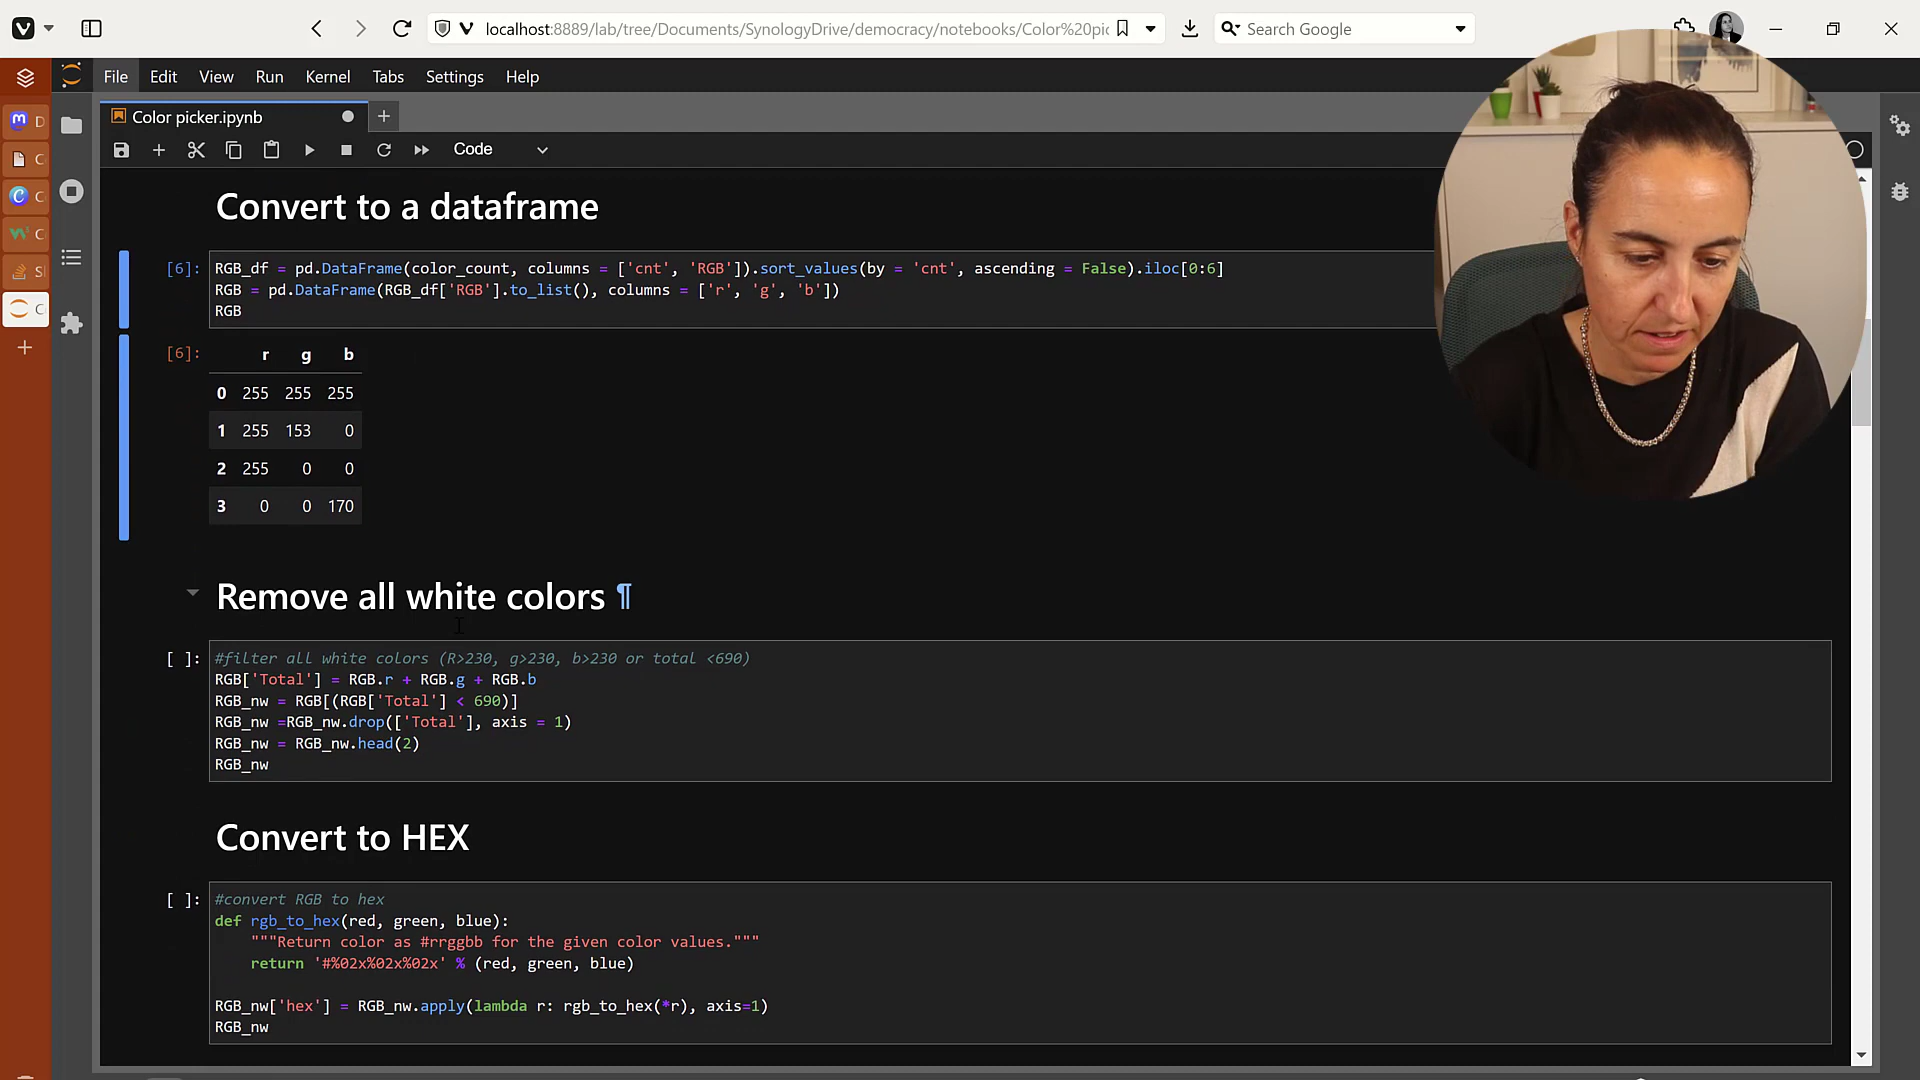 localhost:8889/lab/tree/Documents/SynologyDrive/democracy/notebooks/Color%20pic
Search Google
File Edit View Run Kernel Tabs Settings Help
D
C
C
C
S
C
Color picker.ipynb
Code
Convert to a dataframe
[6]: RGB_df = pd.DataFrame(color_count, columns = ['cnt', 'RGB']).sort_values(by = 'cnt', ascending = False).iloc[0:6]
RGB = pd.DataFrame(RGB_df['RGB'].to_list(), columns = ['r', 'g', 'b'])
RGB
[6]: r g b
0 255 255 255
1 255 153 0
2 255 0 0
3 0 0 170
Remove all white colors ¶
[ ]: #filter all white colors (R>230, g>230, b>230 or total <690)
RGB['Total'] = RGB.r + RGB.g + RGB.b
RGB_nw = RGB[(RGB['Total'] < 690)]
RGB_nw =RGB_nw.drop(['Total'], axis = 1)
RGB_nw = RGB_nw.head(2)
RGB_nw
Convert to HEX
[ ]: #convert RGB to hex
def rgb_to_hex(red, green, blue):
"""Return color as #rrggbb for the given color values."""
return '#%02x%02x%02x' % (red, green, blue)
RGB_nw['hex'] = RGB_nw.apply(lambda r: rgb_to_hex(*r), axis=1)
RGB_nw